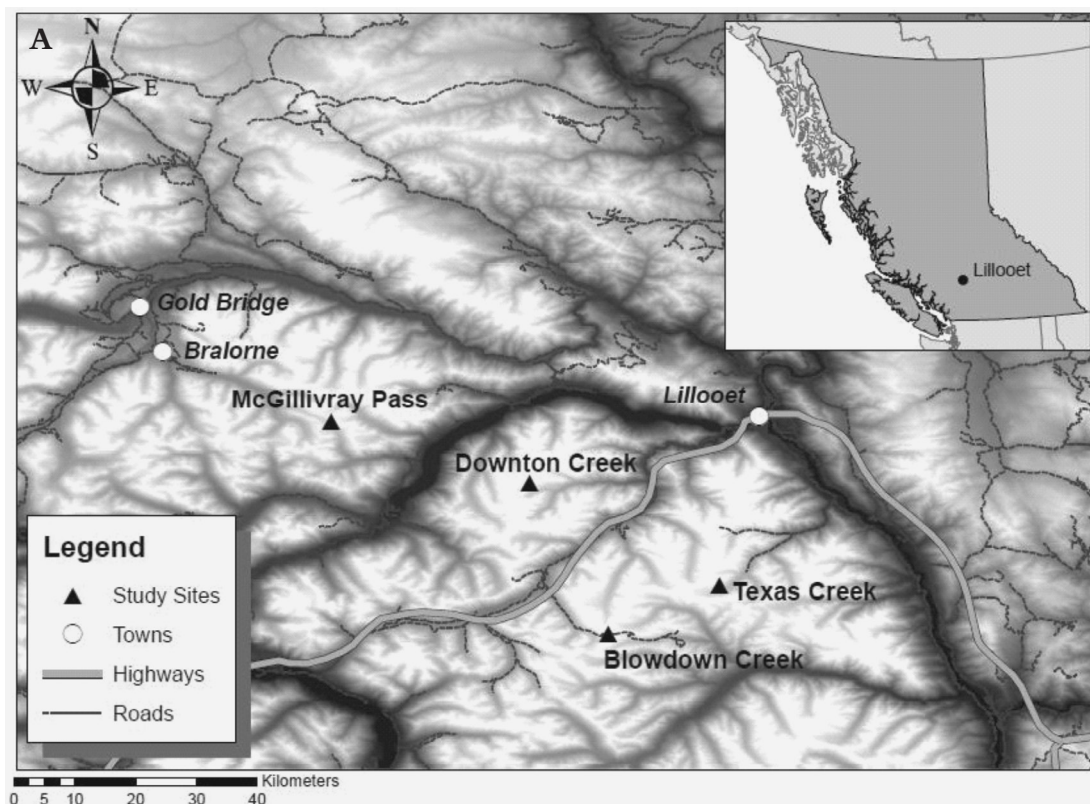 A
N
W
E
S
Lillooet
Gold Bridge
Bralorne
McGillivray Pass
Lillooet
Downton Creek
Texas Creek
Blowdown Creek
Legend
Study Sites
Towns
Highways
Roads
Kilometers
0 5 10 20 30 40